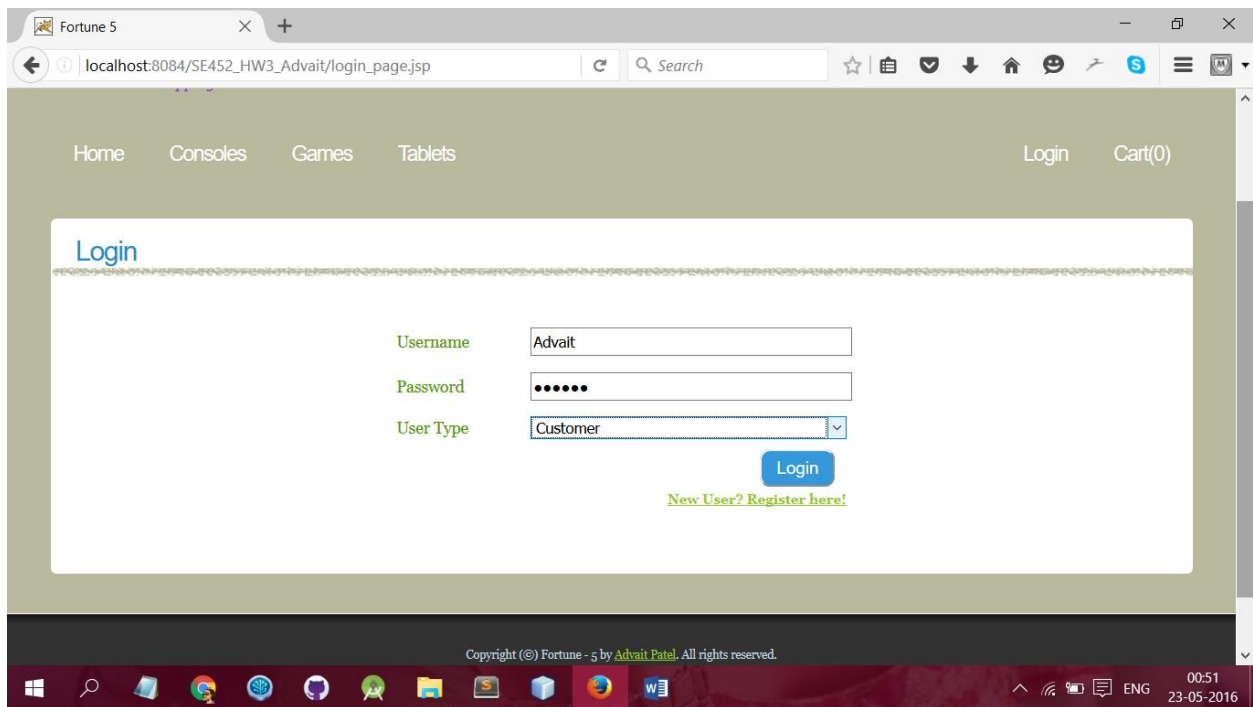 Fortune 5
localhost:8084/SE452_HW3_Advait/login_page.jsp
Search
Home Consoles Games Tablets Login Cart(0)
Login
Username Advait
Password ••••••
User Type Customer
Login
New User? Register here!
Copyright (©) Fortune - 5 by Advait Patel. All rights reserved.
ENG
00:51
23-05-2016